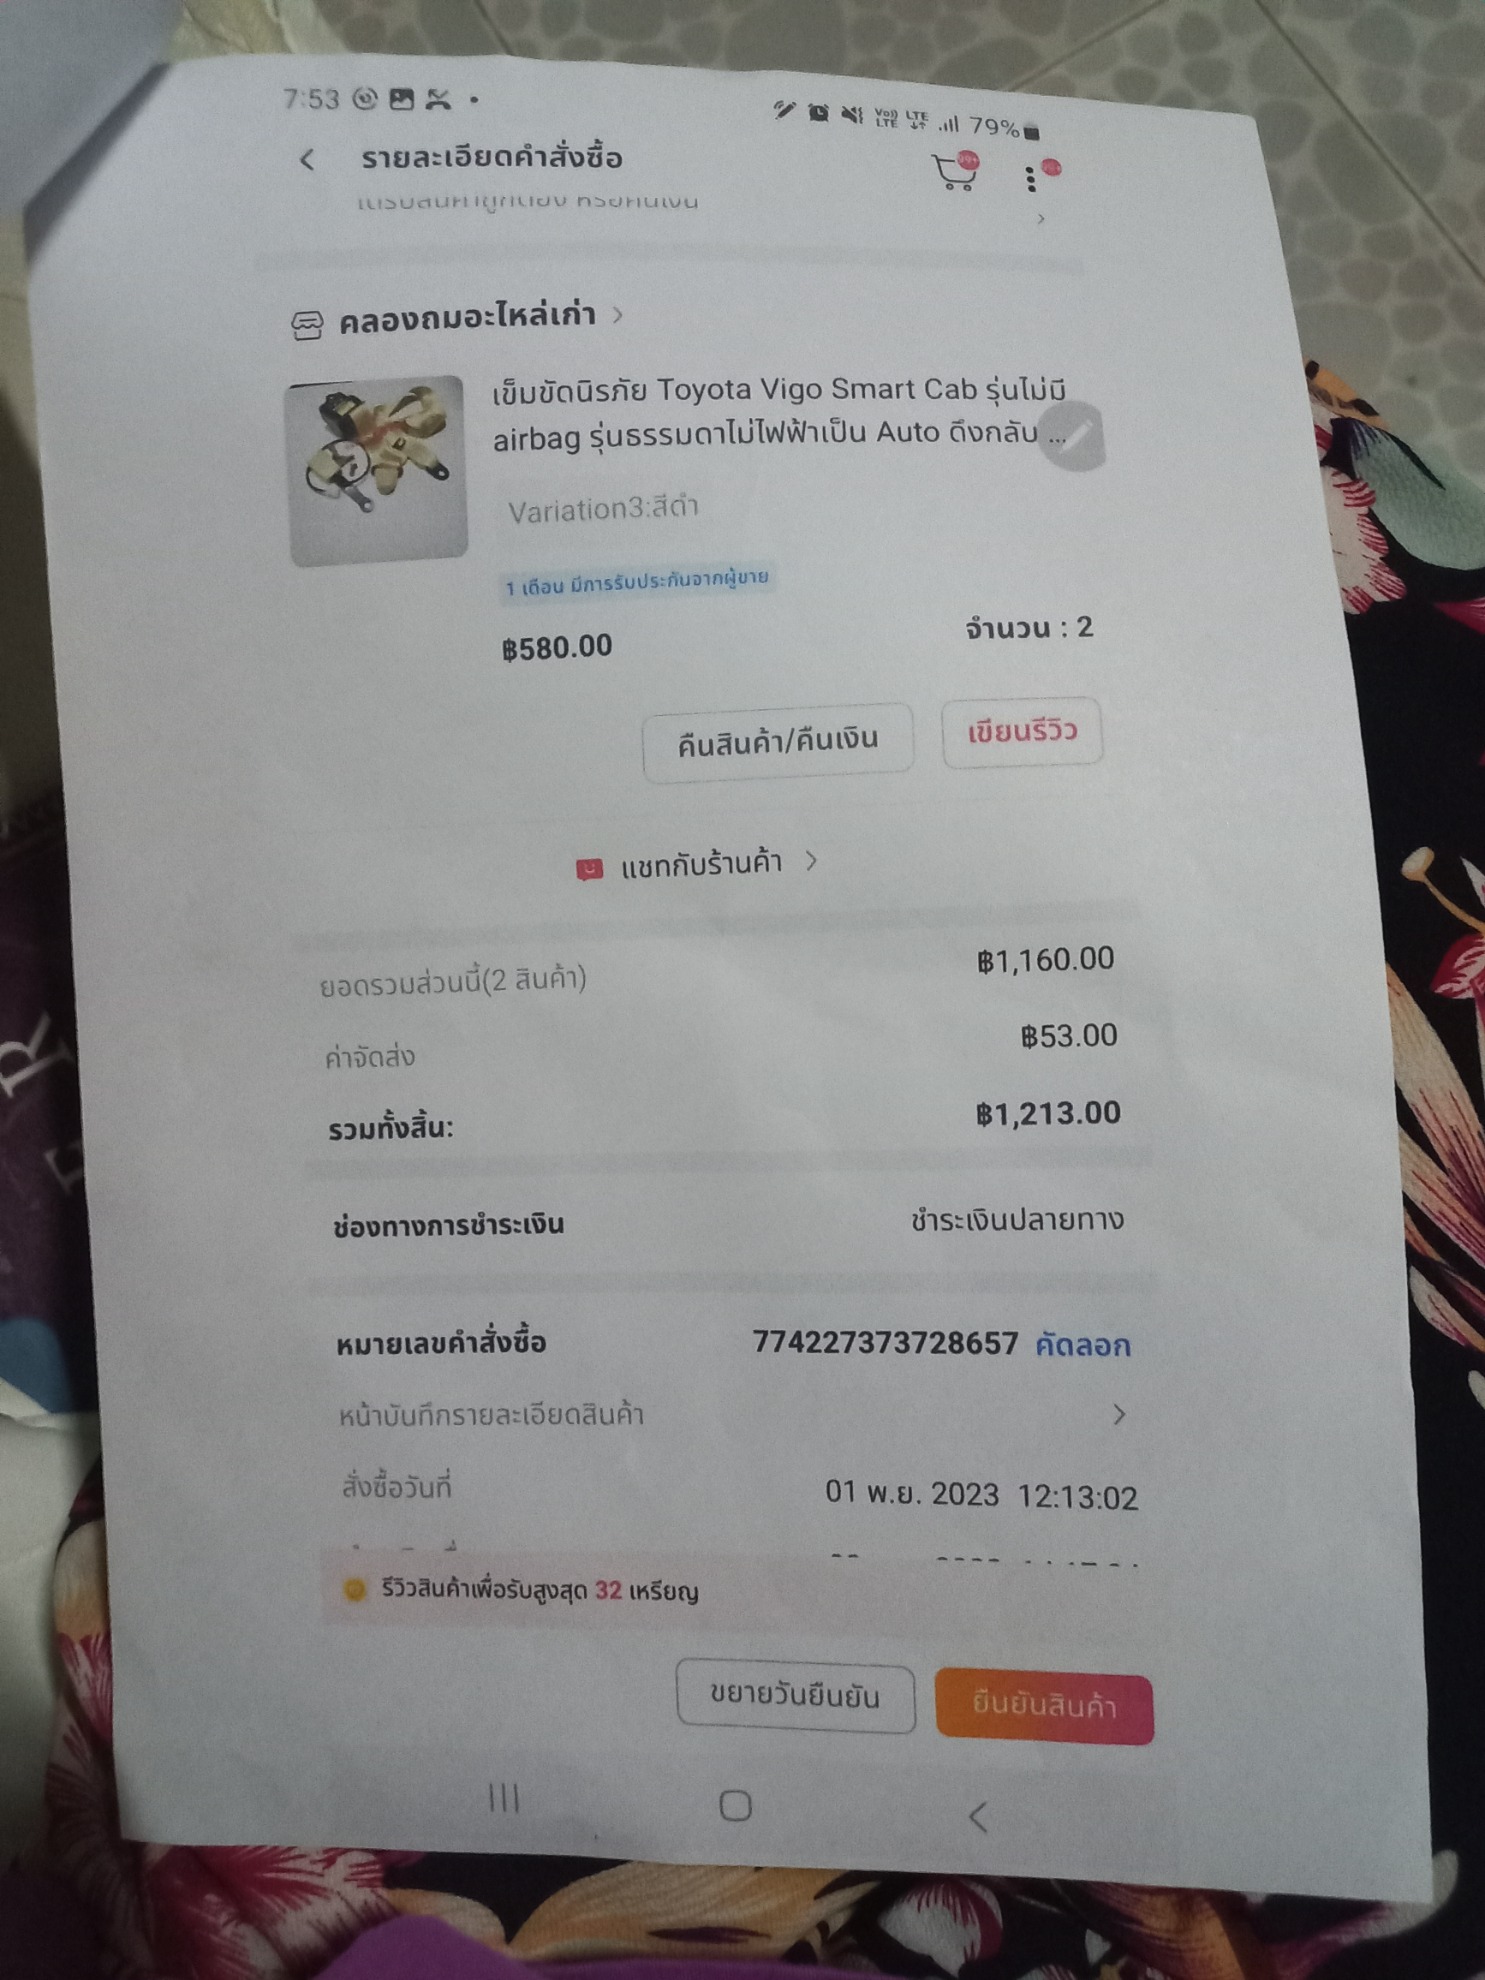 7:53
VoLTE LTE 79%
รายละเอียดคำสั่งซื้อ
99+
คลองถมอะไหล่เก่า
เข็มขัดนิรภัย Toyota Vigo Smart Cab รุ่นไม่มี
airbag รุ่นธรรมดาไม่ไฟฟ้าเป็น Auto ดึงกลับ ...
Variation3:สีดำ
1 เดือน มีการรับประกันจากผู้ขาย
฿580.00
จำนวน : 2
คืนสินค้า/คืนเงิน
เขียนรีวิว
แชทกับร้านค้า
ยอดรวมส่วนนี้(2 สินค้า) ฿1,160.00
ค่าจัดส่ง ฿53.00
รวมทั้งสิ้น: ฿1,213.00
ช่องทางการชำระเงิน ชำระเงินปลายทาง
หมายเลขคำสั่งซื้อ 774227373728657 คัดลอก
หน้าบันทึกรายละเอียดสินค้า
สั่งซื้อวันที่ 01 พ.ย. 2023 12:13:02
รีวิวสินค้าเพื่อรับสูงสุด 32 เหรียญ
ขยายวันยืนยัน
ยืนยันสินค้า